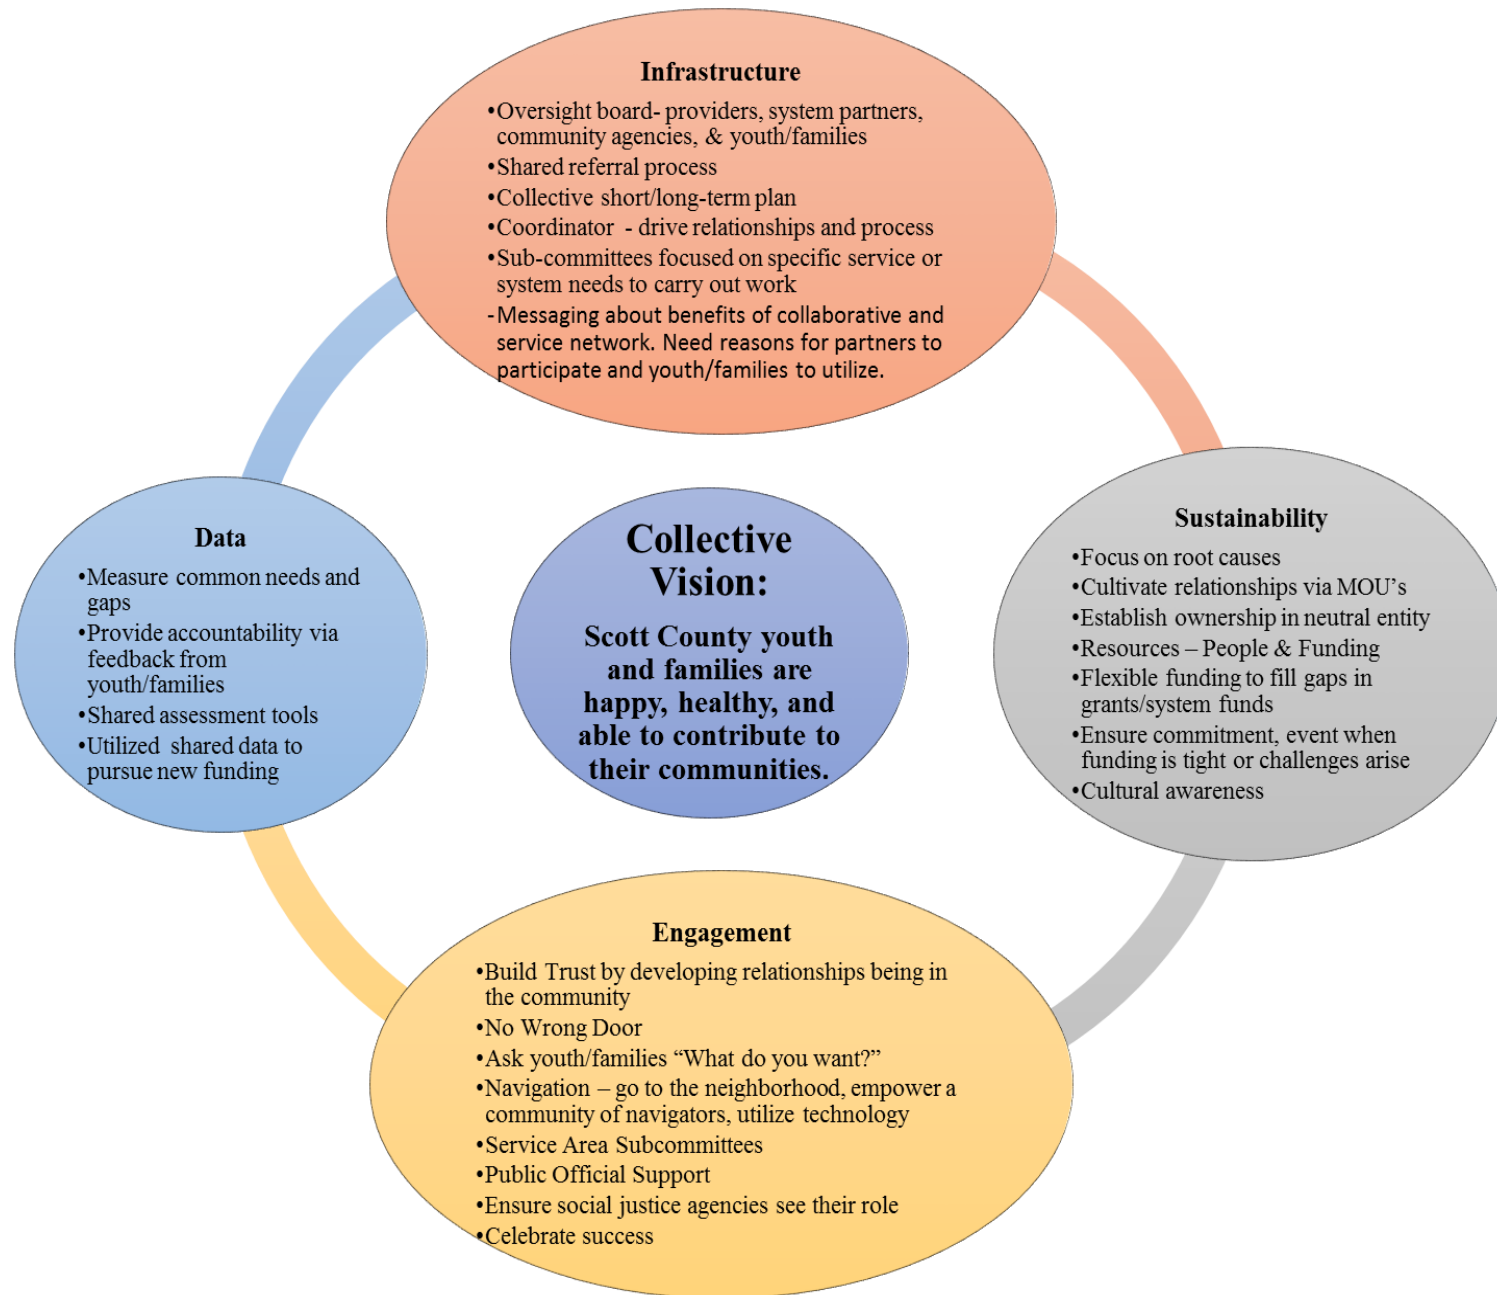 Infrastructure
•Oversight board- providers, system partners,
community agencies, & youth/families
•Shared referral process
•Collective short/long-term plan
•Coordinator - drive relationships and process
•Sub-committees focused on specific service or
system needs to carry out work
-Messaging about benefits of collaborative and
service network. Need reasons for partners to
participate and youth/families to utilize.
Data
•Measure common needs and
gaps
•Provide accountability via
feedback from
youth/families
•Shared assessment tools
•Utilized shared data to
pursue new funding
Collective
Vision:
Scott County youth
and families are
happy, healthy, and
able to contribute to
their communities.
Sustainability
•Focus on root causes
•Cultivate relationships via MOU’s
•Establish ownership in neutral entity
•Resources – People & Funding
•Flexible funding to fill gaps in
grants/system funds
•Ensure commitment, event when
funding is tight or challenges arise
•Cultural awareness
Engagement
•Build Trust by developing relationships being in
the community
•No Wrong Door
•Ask youth/families “What do you want?”
•Navigation – go to the neighborhood, empower a
community of navigators, utilize technology
•Service Area Subcommittees
•Public Official Support
•Ensure social justice agencies see their role
•Celebrate success